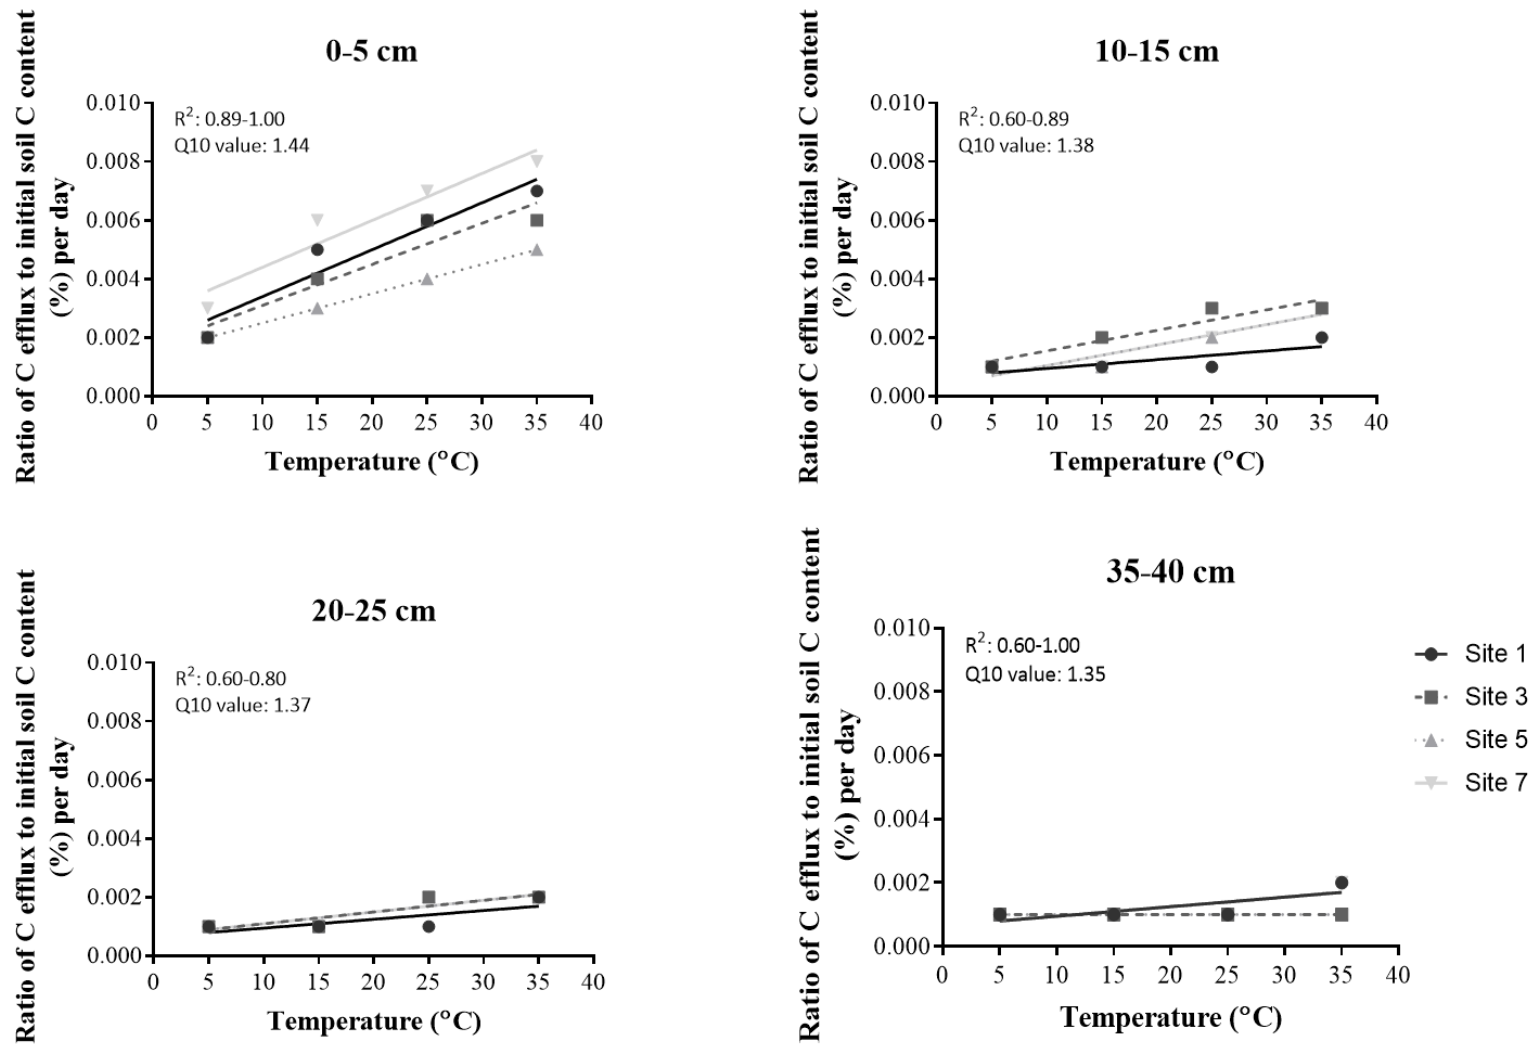 0-5 cm
Ratio of C efflux to initial soil C content
(%) per day
R²: 0.89-1.00
Q10 value: 1.44
0.010
0.008
0.006
0.004
0.002
0.000
0 5 10 15 20 25 30 35 40
Temperature (°C)
10-15 cm
Ratio of C efflux to initial soil C content
(%) per day
R²: 0.60-0.89
Q10 value: 1.38
0.010
0.008
0.006
0.004
0.002
0.000
0 5 10 15 20 25 30 35 40
Temperature (°C)
20-25 cm
Ratio of C efflux to initial soil C content
(%) per day
R²: 0.60-0.80
Q10 value: 1.37
0.010
0.008
0.006
0.004
0.002
0.000
0 5 10 15 20 25 30 35 40
Temperature (°C)
35-40 cm
Ratio of C efflux to initial soil C content
(%) per day
R²: 0.60-1.00
Q10 value: 1.35
0.010
0.008
0.006
0.004
0.002
0.000
0 5 10 15 20 25 30 35 40
Temperature (°C)
Site 1
Site 3
Site 5
Site 7